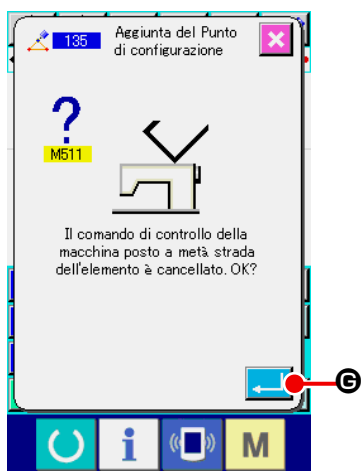 135
Aggiunta del Punto
di configurazione
?
M511
Il comando di controllo della
macchina posto a metà strada
dell'elemento è cancellato. OK?
G
i
M